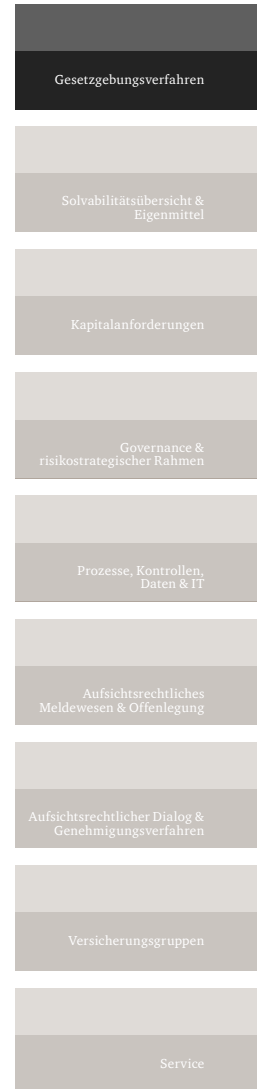 Gesetzgebungsverfahren
Solvabilitätsübersicht &
Eigenmittel
Kapitalanforderungen
Governance &
risikostrategischer Rahmen
Prozesse, Kontrollen,
Daten & IT
Aufsichtsrechtliches
Meldewesen & Offenlegung
Aufsichtsrechtlicher Dialog &
Genehmigungsverfahren
Versicherungsgruppen
Service